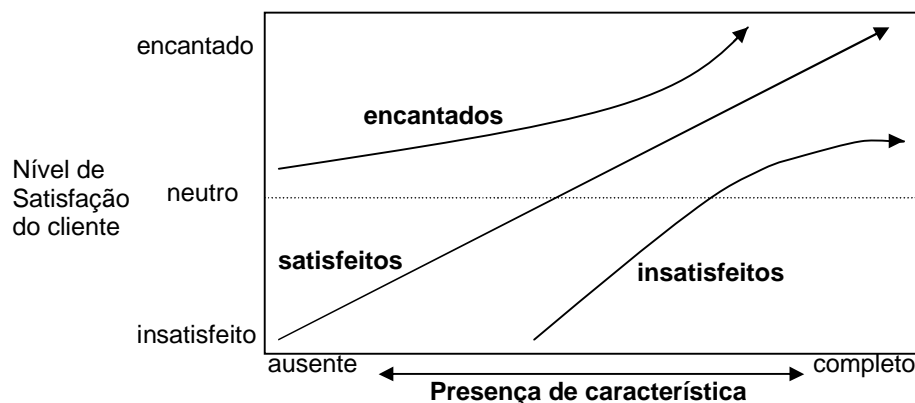 encantado
encantados
Nível de
Satisfação
do cliente
neutro
satisfeitos
insatisfeitos
insatisfeito
ausente
completo
Presença de característica